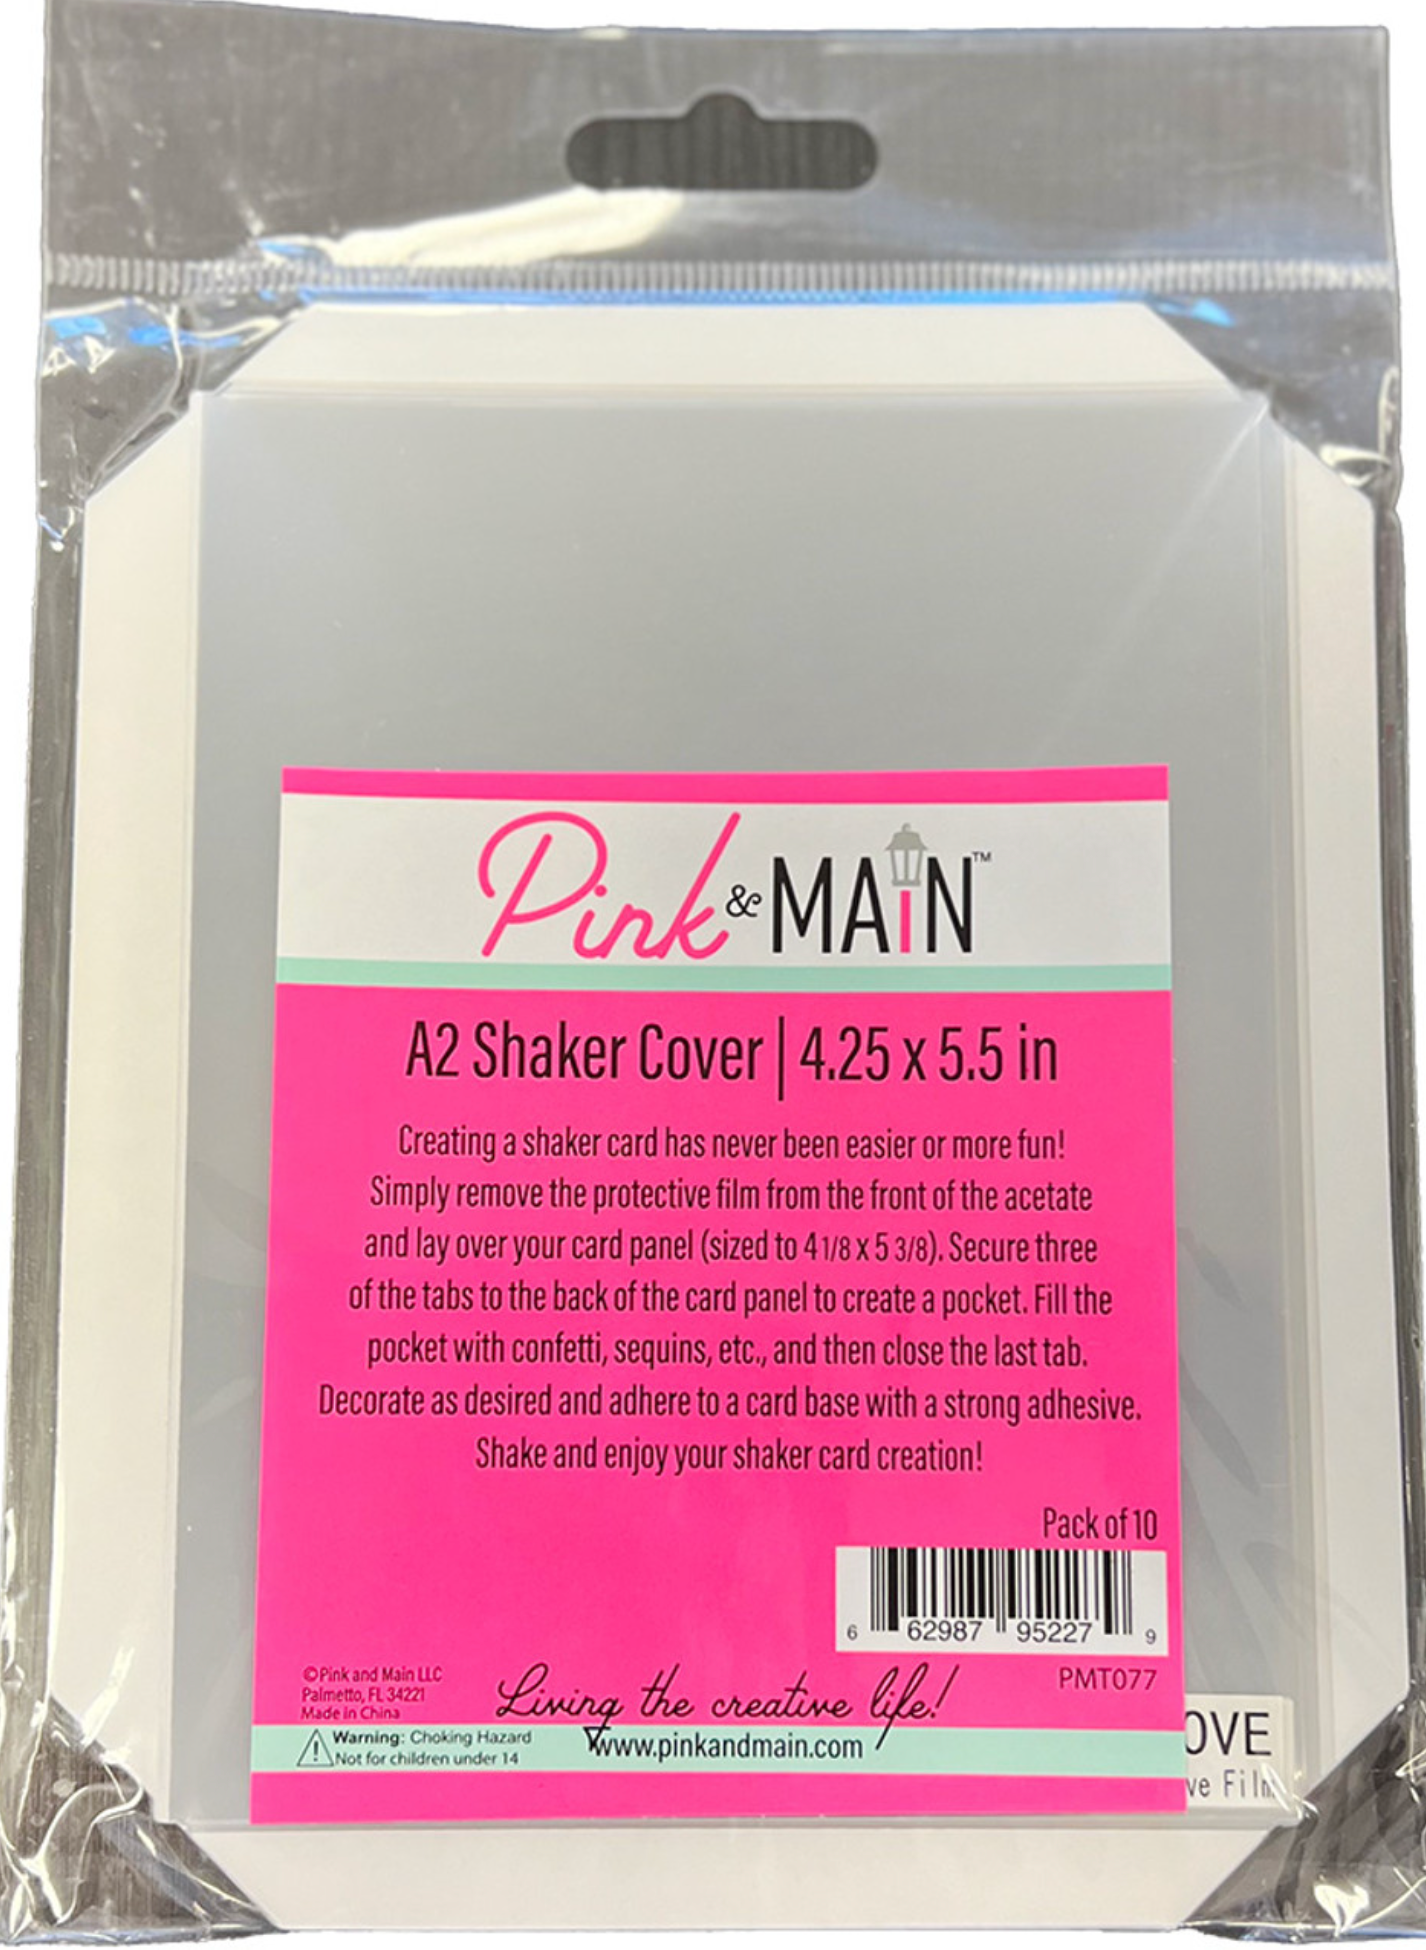 Pink & MAiN™
A2 Shaker Cover | 4.25 x 5.5 in
Creating a shaker card has never been easier or more fun!
Simply remove the protective film from the front of the acetate
and lay over your card panel (sized to 4 1/8 x 5 3/8). Secure three
of the tabs to the back of the card panel to create a pocket. Fill the
pocket with confetti, sequins, etc., and then close the last tab.
Decorate as desired and adhere to a card base with a strong adhesive.
Shake and enjoy your shaker card creation!
Pack of 10
6 62987 95227 9
PMT077
©Pink and Main LLC
Palmetto, FL 34221
Made in China
Living the creative life!
Warning: Choking Hazard
Not for children under 14
www.pinkandmain.com
OVE
ve Film